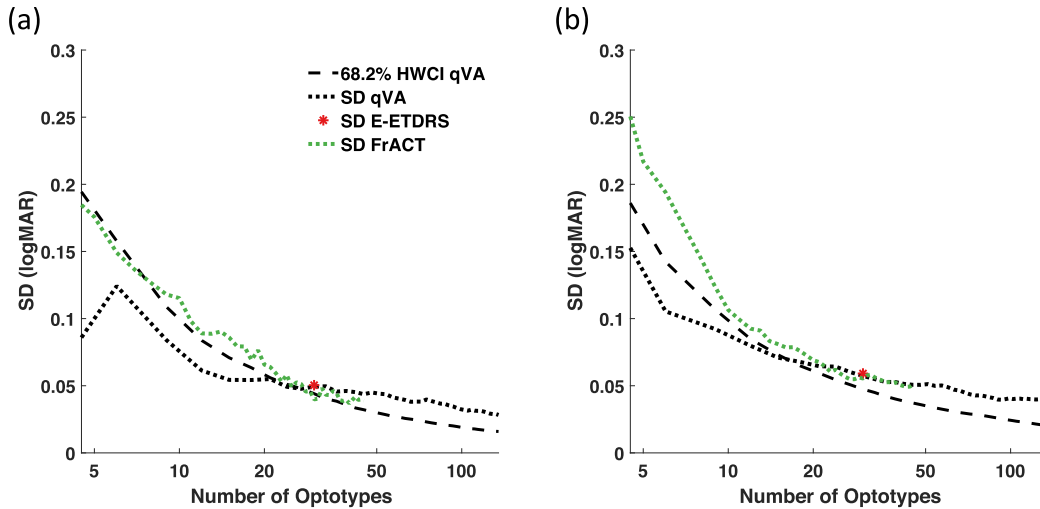 (a)
0.3
0.25
0.2
0.15
0.1
0.05
0
SD (logMAR)
5 10 20 50 100
Number of Optotypes
68.2% HWCI qVA
SD qVA
SD E-ETDRS
SD FrACT
(b)
0.3
0.25
0.2
0.15
0.1
0.05
0
SD (logMAR)
5 10 20 50 100
Number of Optotypes